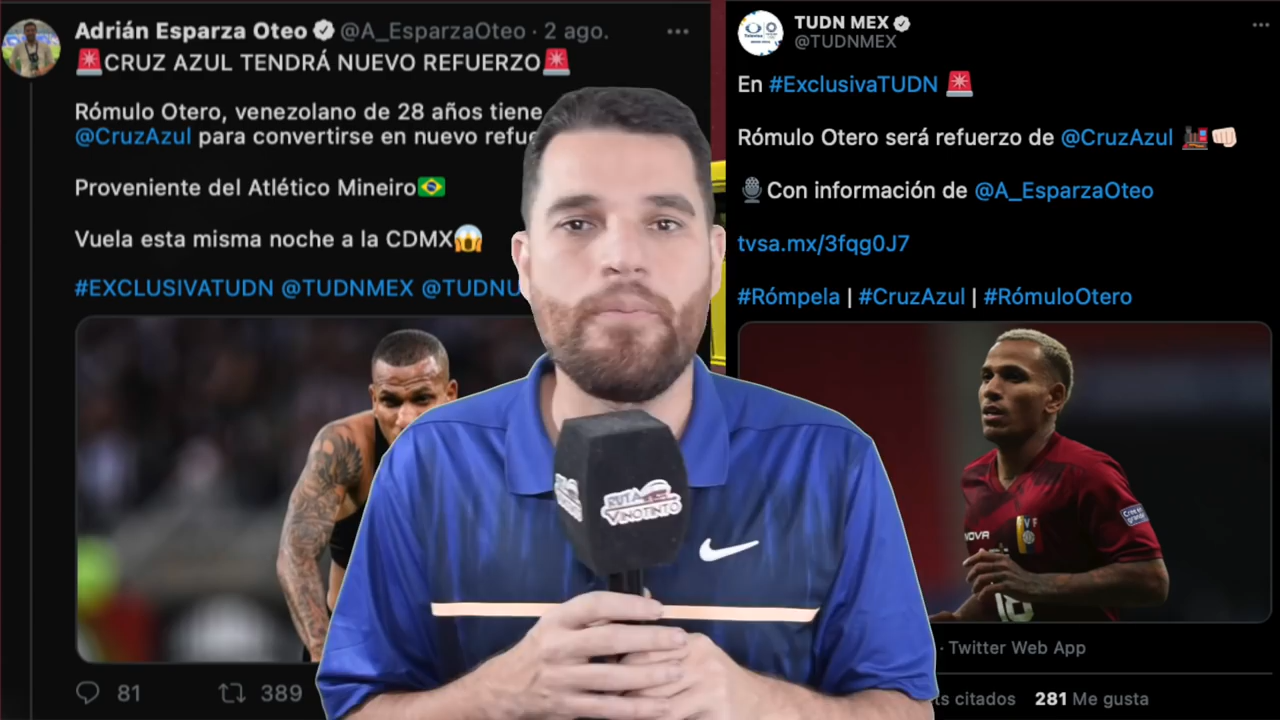 Adrián Esparza Oteo @A_EsparzaOteo · 2 ago.
🚨CRUZ AZUL TENDRÁ NUEVO REFUERZO🚨
Rómulo Otero, venezolano de 28 años tiene
@CruzAzul para convertirse en nuevo refue
Proveniente del Atlético Mineiro🇧🇷
Vuela esta misma noche a la CDMX😱
#EXCLUSIVATUDN @TUDNMEX @TUDNU
81 389
TUDN MEX
@TUDNMEX
En #ExclusivaTUDN 🚨
Rómulo Otero será refuerzo de @CruzAzul 🚂👊🏻
🎙Con información de @A_EsparzaOteo
tvsa.mx/3fqg0J7
#Rómpela | #CruzAzul | #RómuloOtero
· Twitter Web App
ts citados 281 Me gusta
RUTA
VINOTINTO